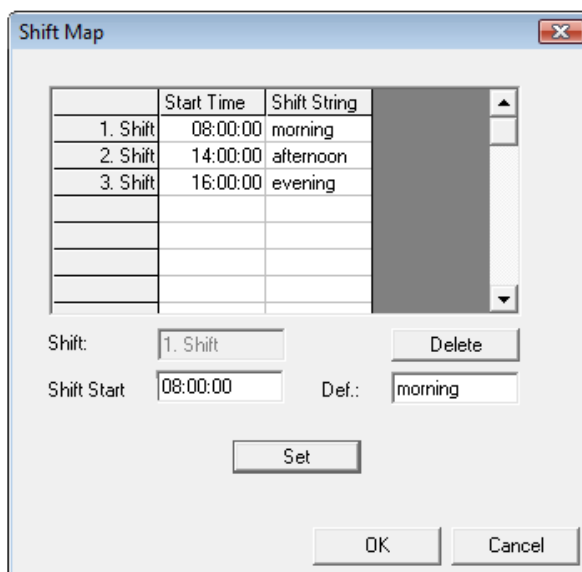 Shift Map
Start Time Shift String
1. Shift 08:00:00 morning
2. Shift 14:00:00 afternoon
3. Shift 16:00:00 evening
Shift: 1. Shift Delete
Shift Start 08:00:00 Def.: morning
Set
OK Cancel